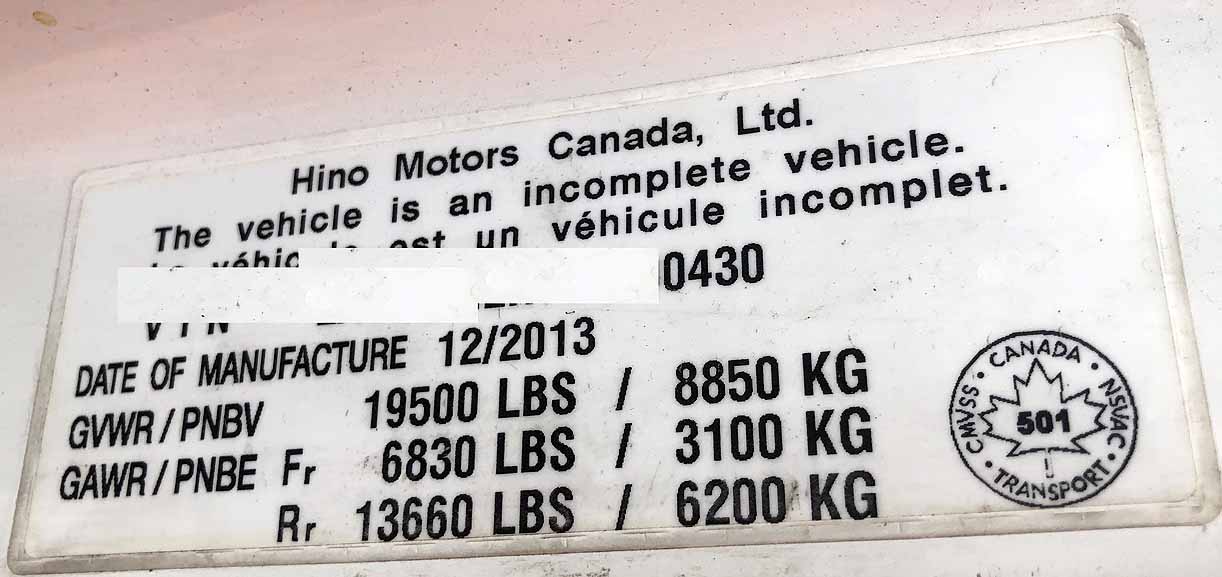 Hino Motors Canada, Ltd.
The vehicle is an incomplete vehicle.
est un véhicule incomplet.
VIN 0430
DATE OF MANUFACTURE 12/2013
GVWR / PNBV 19500 LBS / 8850 KG
GAWR / PNBE Fr 6830 LBS / 3100 KG
Rr 13660 LBS / 6200 KG
CANADA
CMVSS 501 NSVAC
TRANSPORT